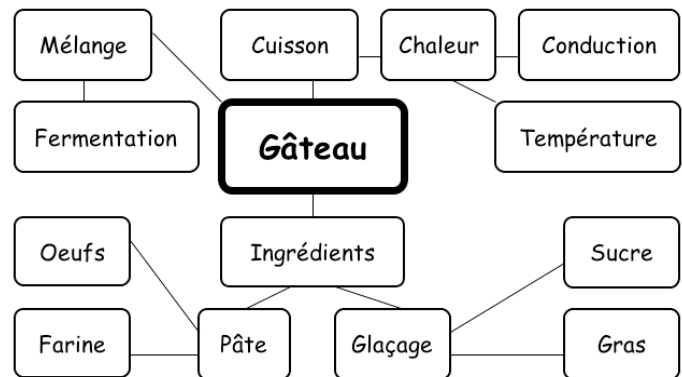 Mélange
Cuisson
Chaleur
Conduction
Fermentation
Gâteau
Température
Oeufs
Ingrédients
Sucre
Farine
Pâte
Glaçage
Gras